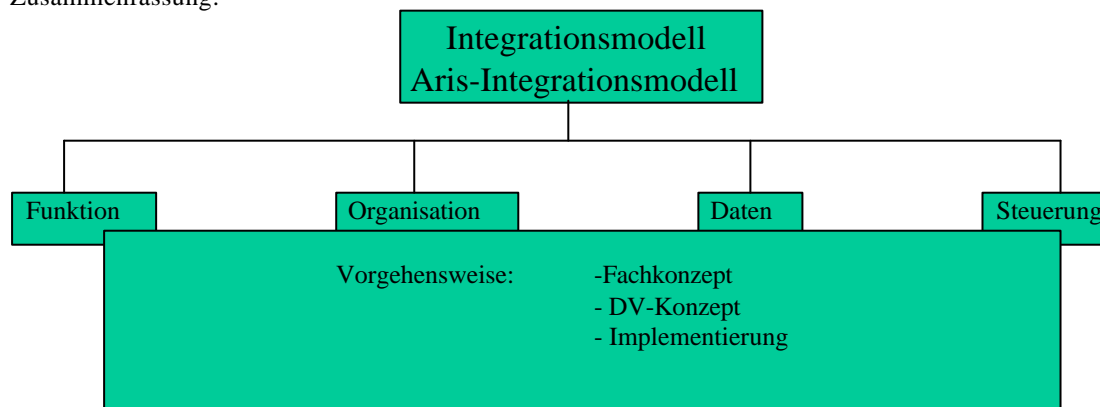 Zusammenfassung:
Integrationsmodell
Aris-Integrationsmodell
Funktion Organisation Daten Steuerung
Vorgehensweise: -Fachkonzept
- DV-Konzept
- Implementierung